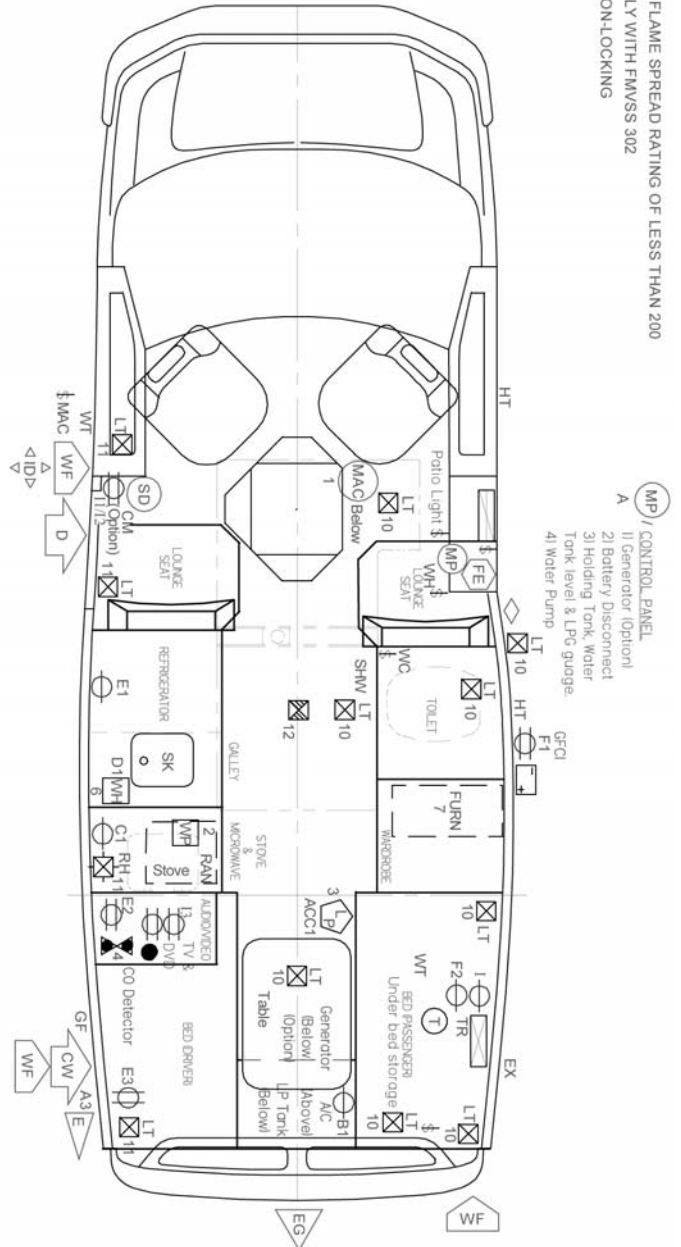 FLAME SPREAD RATING OF LESS THAN 200
LY WITH FMVSS 302
ON-LOCKING
MP / CONTROL PANEL
A
1) Generator (Option)
2) Battery Disconnect
3) Holding Tank, Water
Tank level & LPG guage.
4) Water Pump
HT
Patio Light $
$
MP
FE
WH$
LOUNGE
SEAT
LT
10
MAC Below
1
LT
10
SD
LT
11
WT
$ MAC
WF
ID
D
CM
(Option)
11/12
LT
11
LOUNGE
SEAT
$
WC
LT
10
TOILET
HT
GFCI
F1
- +
SHW
LT
10
12
REFRIGERATOR
E1
SK
GALLEY
D1
WH
6
FURN
7
WARDROBE
STOVE
&
MICROWAVE
2
WP
RAN
Stove
C1
RH
11
3
LP
ACC1
AUDIO/VIDEO
I3
TV &
DVD
E2
4
CO Detector
LT
10
WT
F2
I
T
TR
BED (PASSENGER)
Under bed storage
EX
LT
10
Generator
(Below)
(Option)
Table
A/C
(Above)
LP Tank
(Below)
B1
LT
10
$
LT
10
BED (DRIVER)
E3
LT
11
GF
WF
CW
A3
E
EG
WF